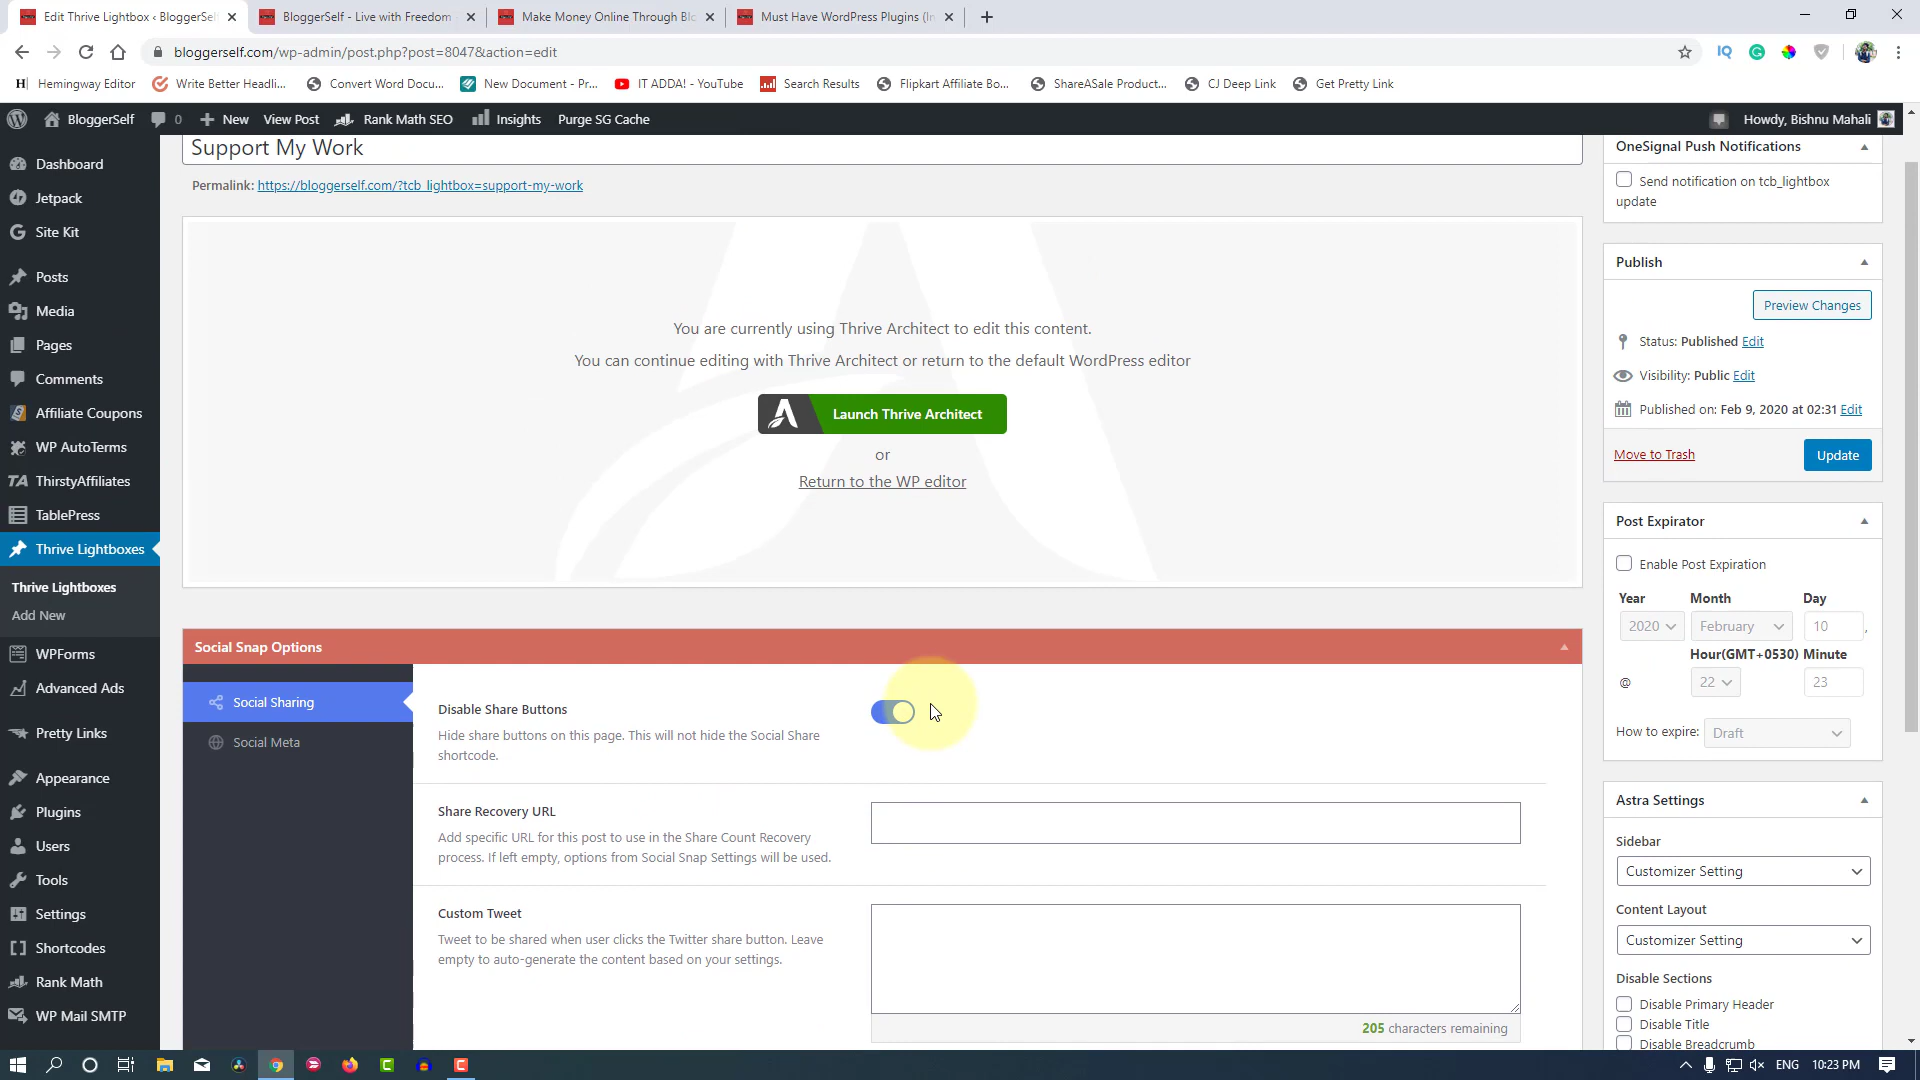 Edit Thrive Lightbox ‹ BloggerSelf
BloggerSelf - Live with Freedom
Make Money Online Through Blo
Must Have WordPress Plugins (In
bloggerself.com/wp-admin/post.php?post=8047&action=edit
Hemingway Editor
Write Better Headli...
Convert Word Docu...
New Document - Pr...
IT ADDA! - YouTube
Search Results
Flipkart Affiliate Bo...
ShareASale Product...
CJ Deep Link
Get Pretty Link
BloggerSelf
0
New
View Post
Rank Math SEO
Insights
Purge SG Cache
Howdy, Bishnu Mahali
Dashboard
Jetpack
Site Kit
Posts
Media
Pages
Comments
Affiliate Coupons
WP AutoTerms
ThirstyAffiliates
TablePress
Thrive Lightboxes
Thrive Lightboxes
Add New
WPForms
Advanced Ads
Pretty Links
Appearance
Plugins
Users
Tools
Settings
Shortcodes
Rank Math
WP Mail SMTP
Support My Work
Permalink: https://bloggerself.com/?tcb_lightbox=support-my-work
You are currently using Thrive Architect to edit this content.
You can continue editing with Thrive Architect or return to the default WordPress editor
Launch Thrive Architect
or
Return to the WP editor
Social Snap Options
Social Sharing
Social Meta
Disable Share Buttons
Hide share buttons on this page. This will not hide the Social Share
shortcode.
Share Recovery URL
Add specific URL for this post to use in the Share Count Recovery
process. If left empty, options from Social Snap Settings will be used.
Custom Tweet
Tweet to be shared when user clicks the Twitter share button. Leave
empty to auto-generate the content based on your settings.
205 characters remaining
OneSignal Push Notifications
Send notification on tcb_lightbox
update
Publish
Preview Changes
Status: Published Edit
Visibility: Public Edit
Published on: Feb 9, 2020 at 02:31 Edit
Move to Trash
Update
Post Expirator
Enable Post Expiration
Year Month Day
2020 February 10 ,
Hour(GMT+0530) Minute
@ 22 23
How to expire: Draft
Astra Settings
Sidebar
Customizer Setting
Content Layout
Customizer Setting
Disable Sections
Disable Primary Header
Disable Title
Disable Breadcrumb
ENG
10:23 PM